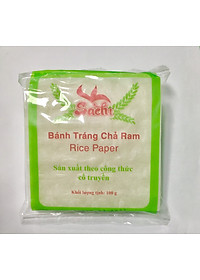 Sachi
Bánh Tráng Chả Ram
Rice Paper
Sản xuất theo công thức
cổ truyền
Khối lượng tịnh: 100 g